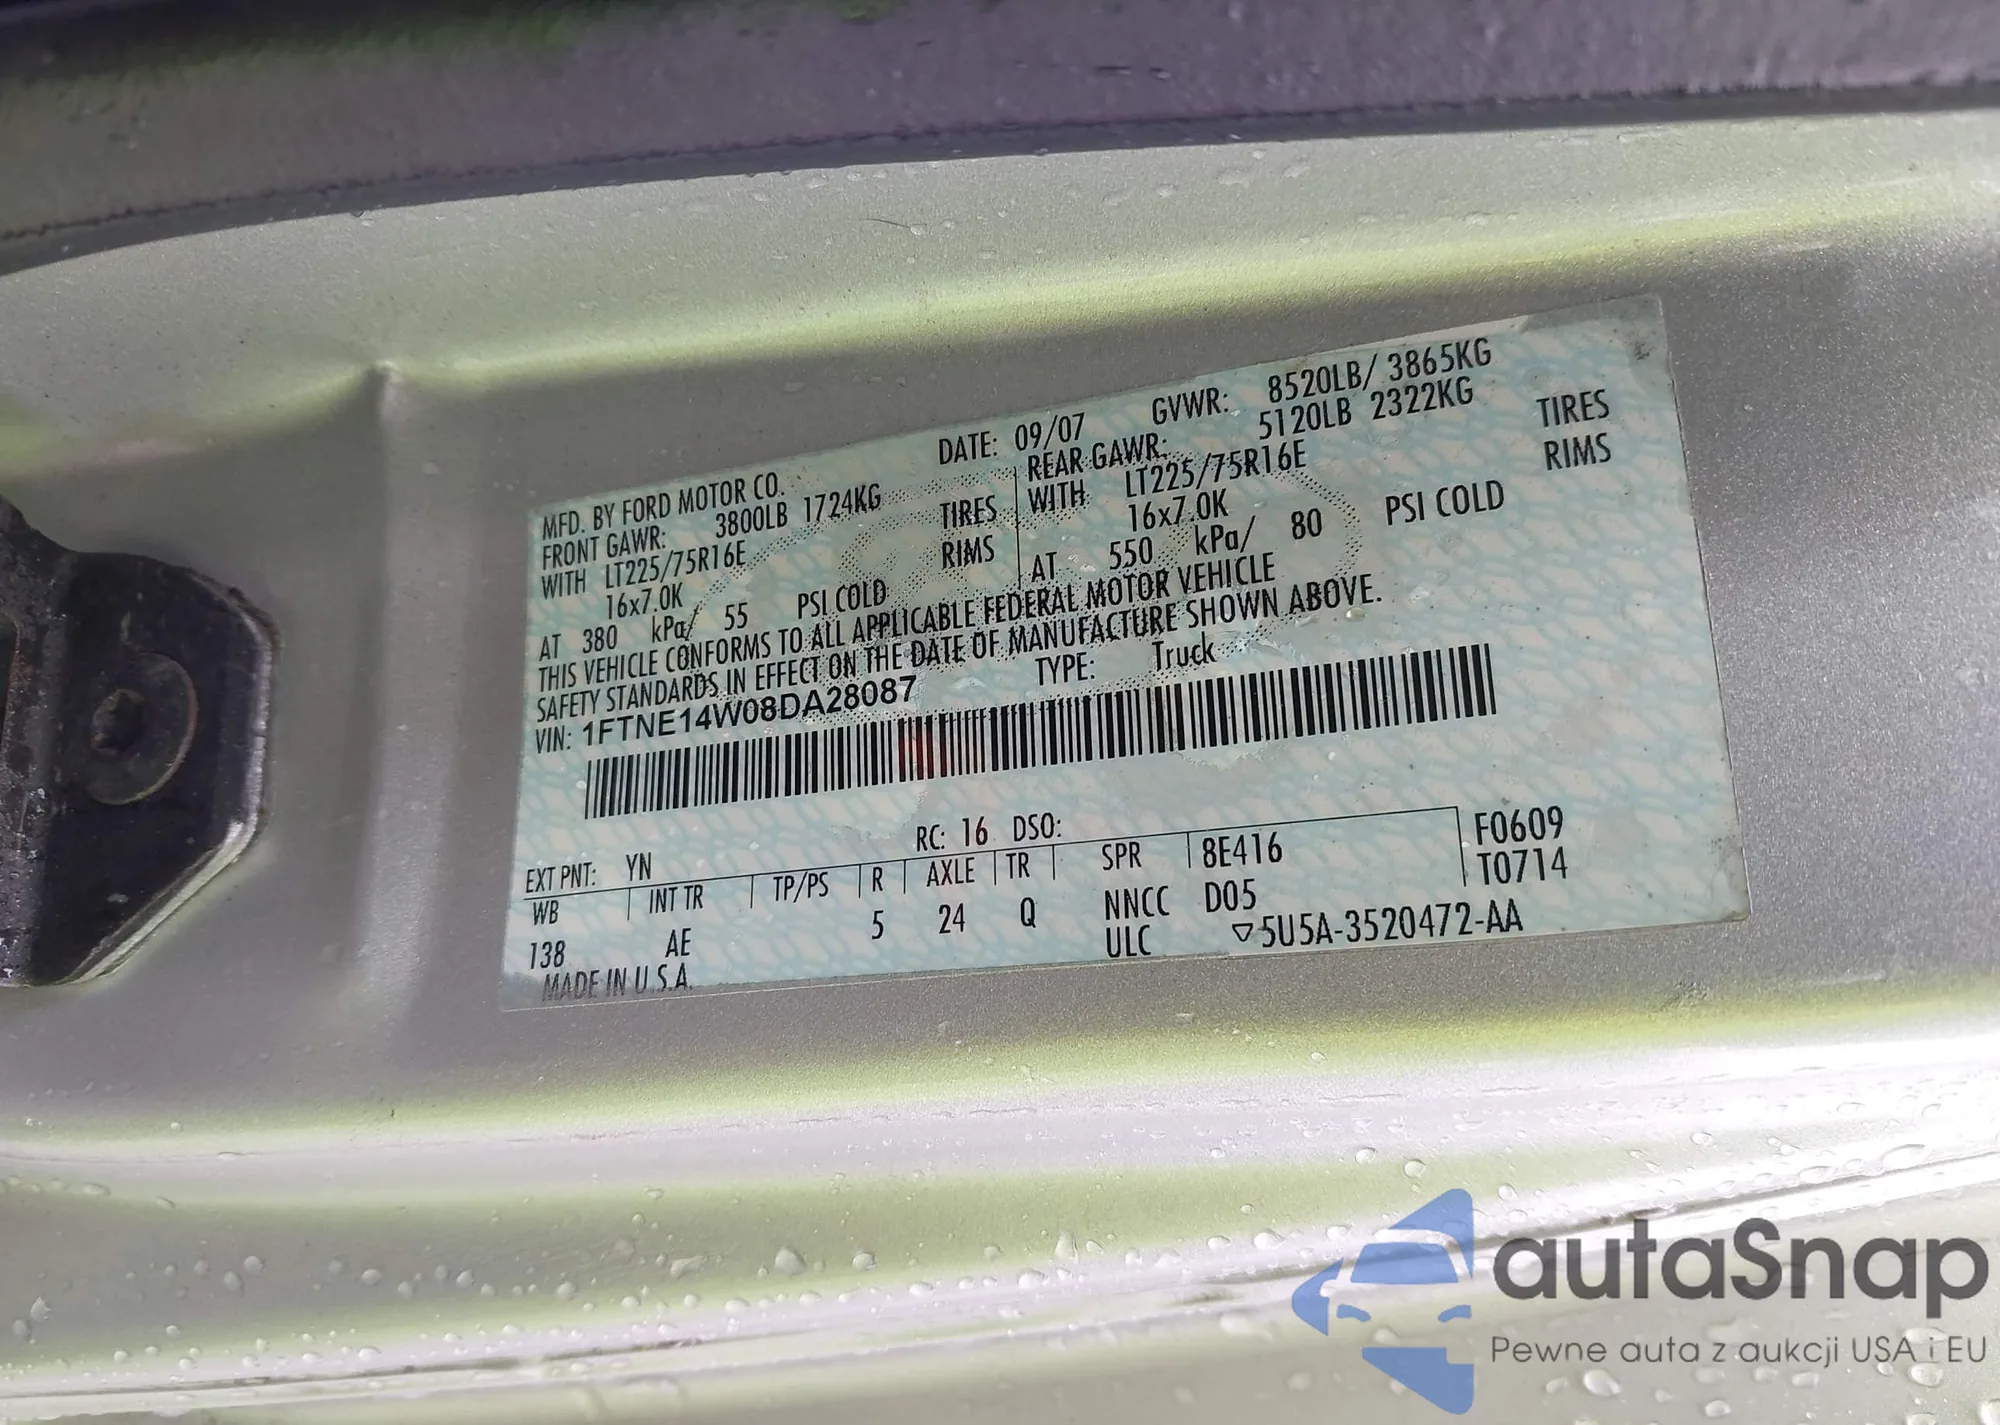 MFD. BY FORD MOTOR CO.
DATE: 09/07
GVWR: 8520LB/ 3865KG
FRONT GAWR: 3800LB 1724KG
WITH LT225/75R16E TIRES
16x7.0K RIMS
AT 380 kPa/ 55 PSI COLD
REAR GAWR: 5120LB 2322KG
WITH LT225/75R16E TIRES
16x7.0K RIMS
AT 550 kPa/ 80 PSI COLD
THIS VEHICLE CONFORMS TO ALL APPLICABLE FEDERAL MOTOR VEHICLE
SAFETY STANDARDS IN EFFECT ON THE DATE OF MANUFACTURE SHOWN ABOVE.
VIN: 1FTNE14W08DA28087
TYPE: Truck
EXT PNT: YN RC: 16 DSO:
WB INT TR TP/PS R AXLE TR SPR 8E416 F0609
T0714
138 AE 5 24 Q NNCC D05
ULC ▽5U5A-3520472-AA
MADE IN U.S.A.
autaSnap
Pewne auta z aukcji USA i EU